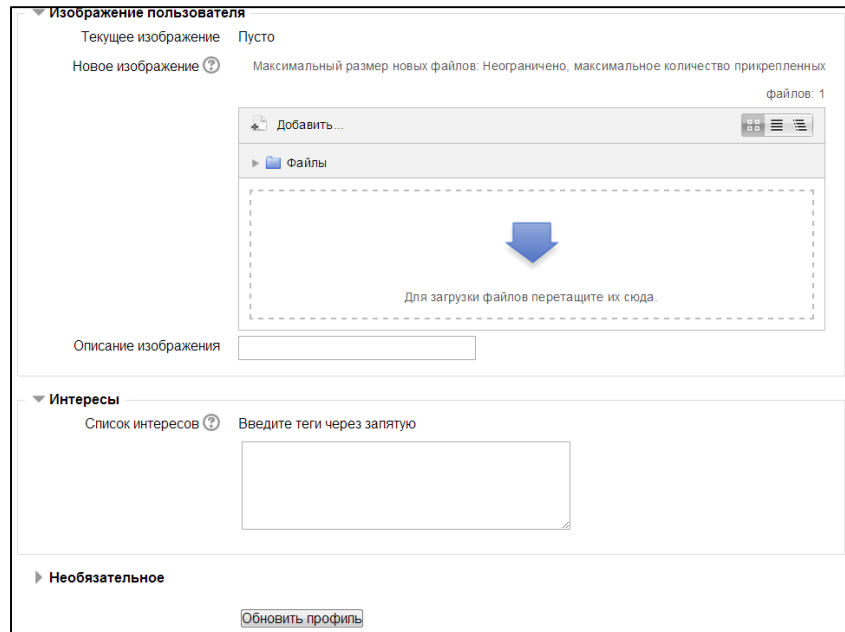 Изображение пользователя
Текущее изображение Пусто
Новое изображение Максимальный размер новых файлов: Неограничено, максимальное количество прикрепленных
файлов: 1
Добавить...
Файлы
Для загрузки файлов перетащите их сюда.
Описание изображения
Интересы
Список интересов Введите теги через запятую
Необязательное
Обновить профиль